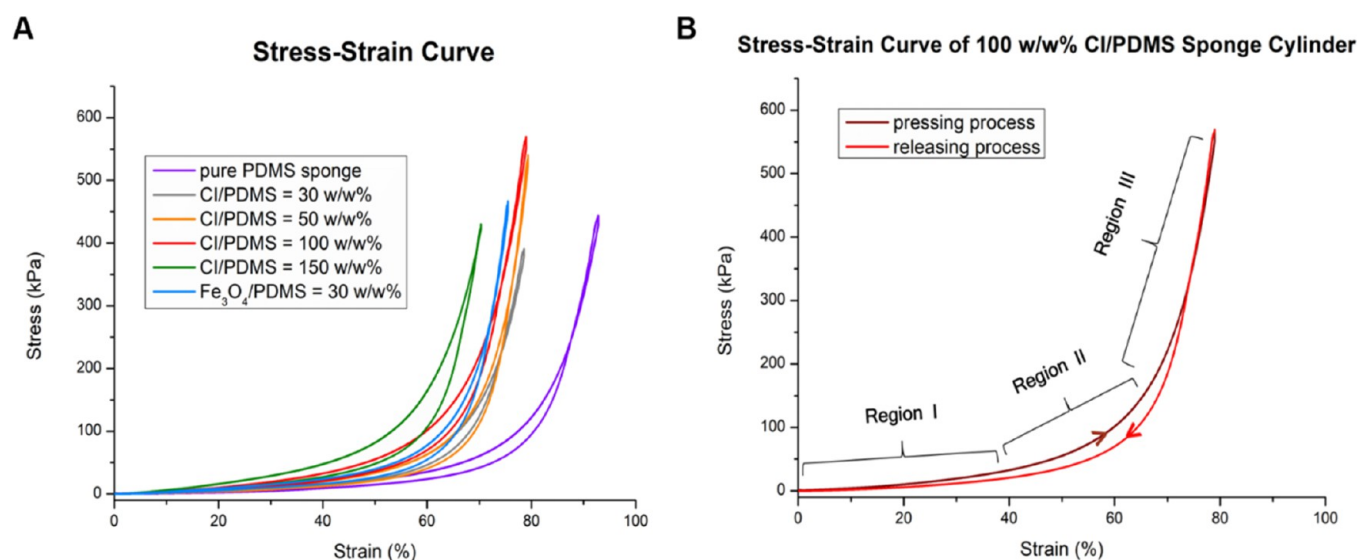 A
Stress-Strain Curve
600
500
400
300
200
100
0
Stress (kPa)
pure PDMS sponge
CI/PDMS = 30 w/w%
CI/PDMS = 50 w/w%
CI/PDMS = 100 w/w%
CI/PDMS = 150 w/w%
Fe₃O₄/PDMS = 30 w/w%
0 20 40 60 80 100
Strain (%)
B
Stress-Strain Curve of 100 w/w% CI/PDMS Sponge Cylinder
600
500
400
300
200
100
0
Stress (kPa)
pressing process
releasing process
Region I
Region II
Region III
0 20 40 60 80 100
Strain (%)